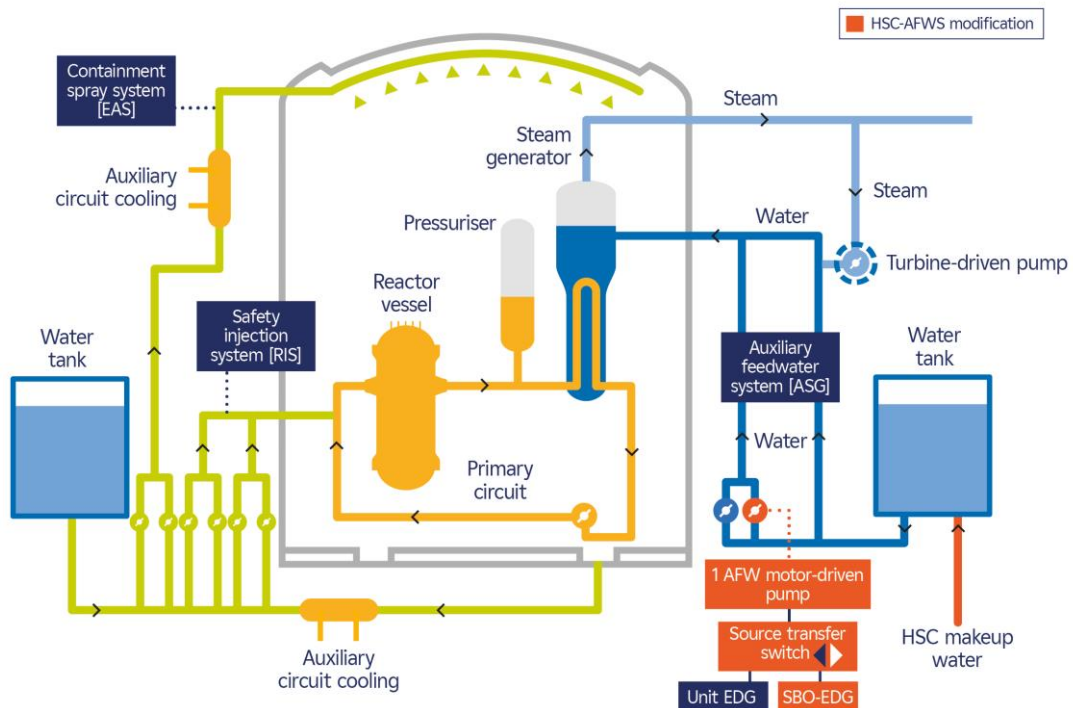 HSC-AFWS modification
Containment
spray system
[EAS]
Steam
Steam
generator
Auxiliary
circuit cooling
Steam
Water
Pressuriser
Turbine-driven pump
Reactor
vessel
Safety
injection
system [RIS]
Water
tank
Auxiliary
feedwater
system [ASG]
Water
tank
Water
Primary
circuit
1 AFW motor-driven
pump
Source transfer
switch
HSC makeup
water
Auxiliary
circuit cooling
Unit EDG
SBO-EDG